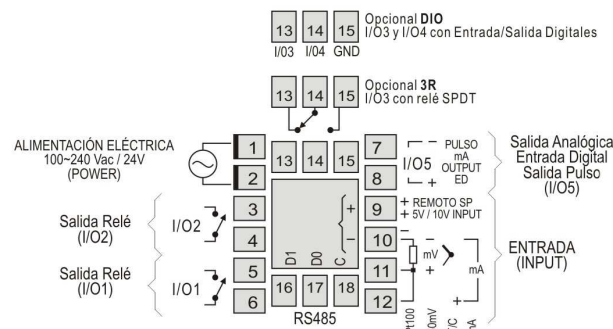 13 14 15 Opcional DIO
I/O3 y I/O4 con Entrada/Salida Digitales
I/03 I/04 GND
13 14 15 Opcional 3R
I/O3 con relé SPDT
ALIMENTACIÓN ELÉCTRICA
100~240 Vac / 24V
(POWER)
1
2
13 14 15
7
8
I/O5
− − PULSO
mA
OUTPUT
− + ED
Salida Analógica
Entrada Digital
Salida Pulso
(I/O5)
Salida Relé
(I/O2)
I/O2
3
4
+
−
D1 D0 C
9
10
+ REMOTO SP
+ 5V / 10V INPUT
−
Salida Relé
(I/O1)
I/O1
5
6
16 17 18
RS485
11
12
− mV
+
−
mA
+
ENTRADA
(INPUT)